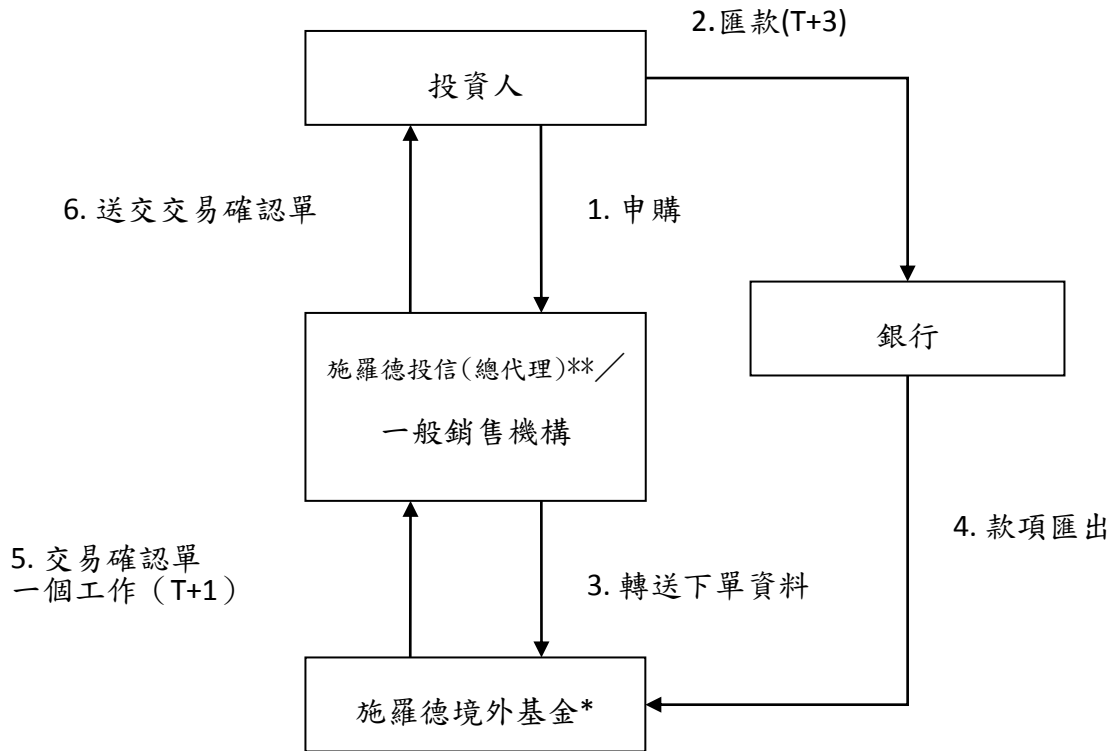 2.匯款(T+3)
投資人
6. 送交交易確認單
1. 申購
銀行
施羅德投信(總代理)**／
一般銷售機構
4. 款項匯出
5. 交易確認單
一個工作（T+1）
3. 轉送下單資料
施羅德境外基金*